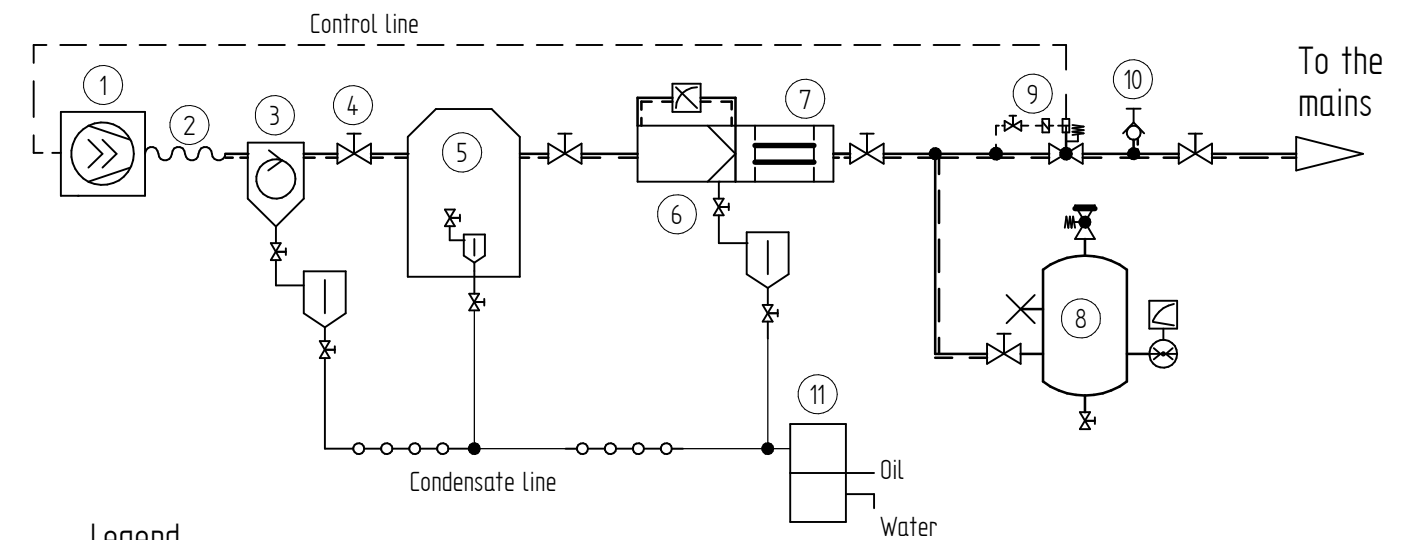 Control line
To the
mains
1
2
3
4
5
6
7
8
9
10
11
Condensate line
Oil
Water
Legend